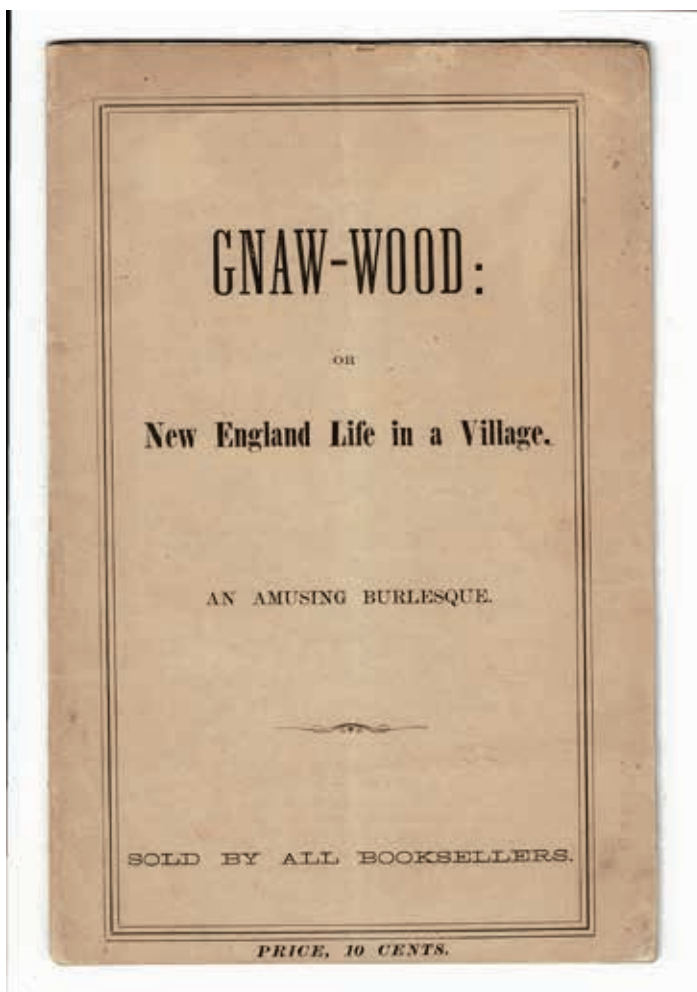 GNAW-WOOD:
OR
New England Life in a Village.
AN AMUSING BURLESQUE.
SOLD BY ALL BOOKSELLERS.
PRICE, 10 CENTS.